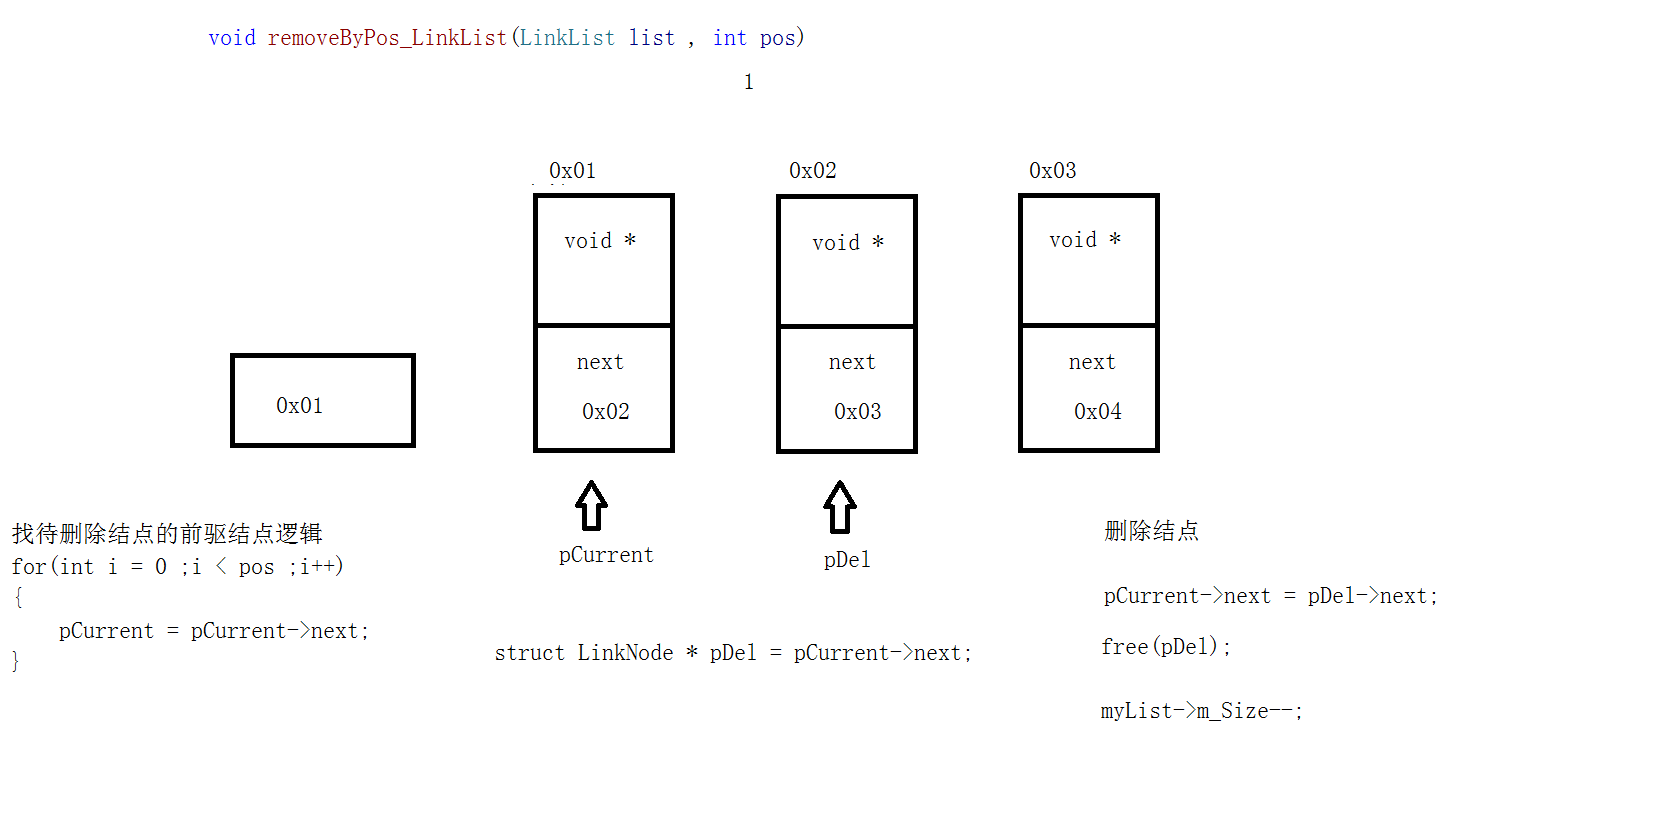 void removeByPos_LinkList(LinkList list , int pos)
1
0x01
0x02
0x03
void *
void *
void *
next
next
next
0x01
0x02
0x03
0x04
pCurrent
pDel
找待删除结点的前驱结点逻辑
for(int i = 0 ;i < pos ;i++)
{
pCurrent = pCurrent->next;
}
struct LinkNode * pDel = pCurrent->next;
删除结点
pCurrent->next = pDel->next;
free(pDel);
myList->m_Size--;